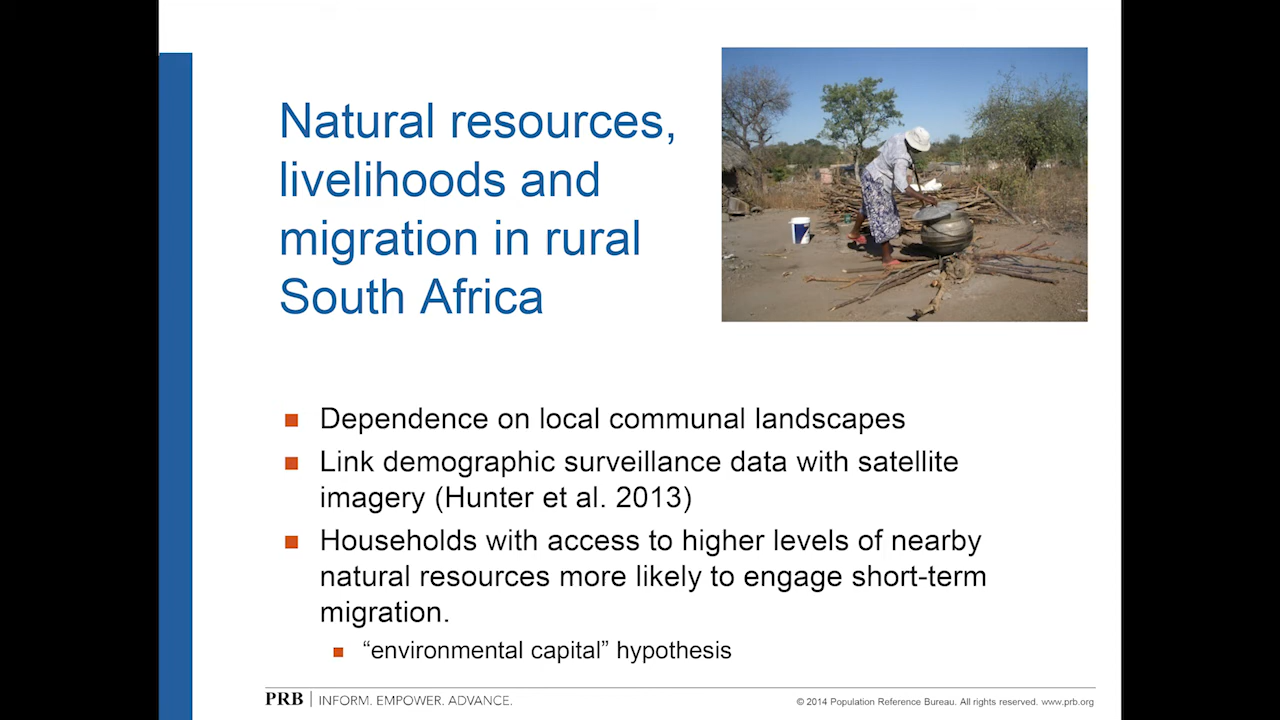 Natural resources,
livelihoods and
migration in rural
South Africa
Dependence on local communal landscapes
Link demographic surveillance data with satellite
imagery (Hunter et al. 2013)
Households with access to higher levels of nearby
natural resources more likely to engage short-term
migration.
“environmental capital” hypothesis
PRB | INFORM. EMPOWER. ADVANCE.
© 2014 Population Reference Bureau. All rights reserved. www.prb.org